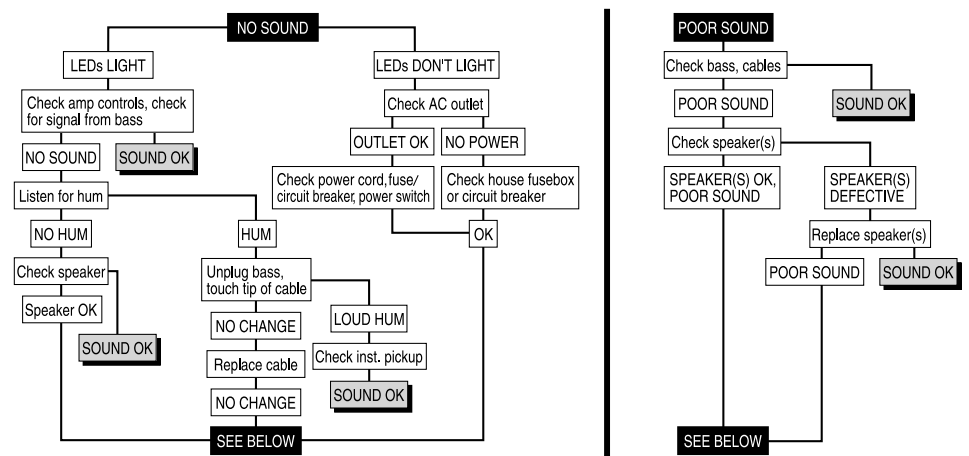 NO SOUND
LEDs LIGHT
LEDs DON'T LIGHT
Check amp controls, check
for signal from bass
Check AC outlet
NO SOUND
SOUND OK
OUTLET OK
NO POWER
Listen for hum
Check power cord,fuse/
circuit breaker, power switch
Check house fusebox
or circuit breaker
NO HUM
HUM
OK
Check speaker
Unplug bass,
touch tip of cable
Speaker OK
NO CHANGE
LOUD HUM
SOUND OK
Replace cable
Check inst. pickup
NO CHANGE
SOUND OK
SEE BELOW
POOR SOUND
Check bass, cables
POOR SOUND
SOUND OK
Check speaker(s)
SPEAKER(S) OK,
POOR SOUND
SPEAKER(S)
DEFECTIVE
Replace speaker(s)
POOR SOUND
SOUND OK
SEE BELOW